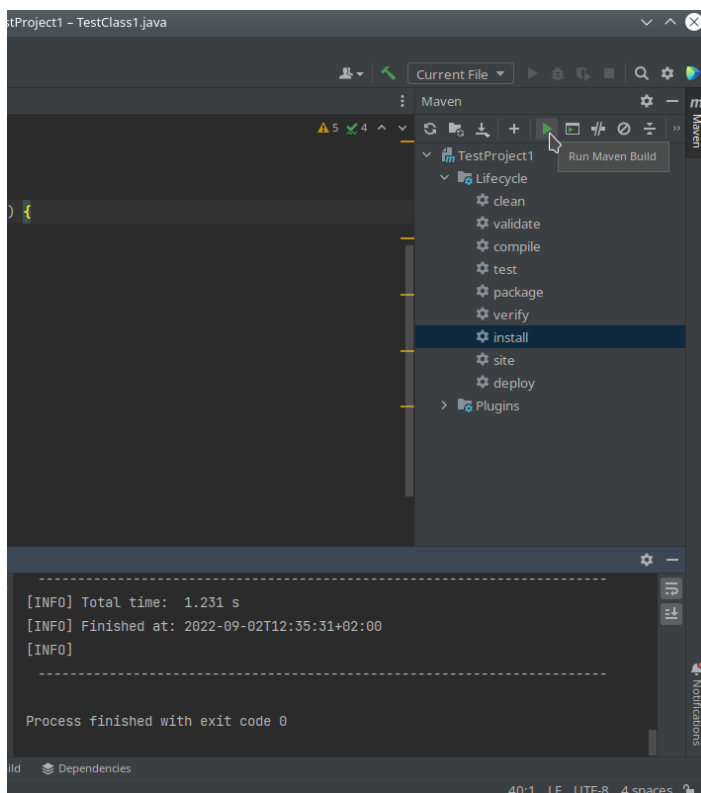 stProject1 – TestClass1.java
Current File
Maven
5 4
TestProject1
Run Maven Build
Lifecycle
clean
validate
) {
compile
test
package
verify
install
site
deploy
Plugins
Maven
------------------------------------------------------------------------
[INFO] Total time:  1.231 s
[INFO] Finished at: 2022-09-02T12:35:31+02:00
[INFO]
------------------------------------------------------------------------
Process finished with exit code 0
Notifications
ild Dependencies
40:1 LF UTF-8 4 spaces